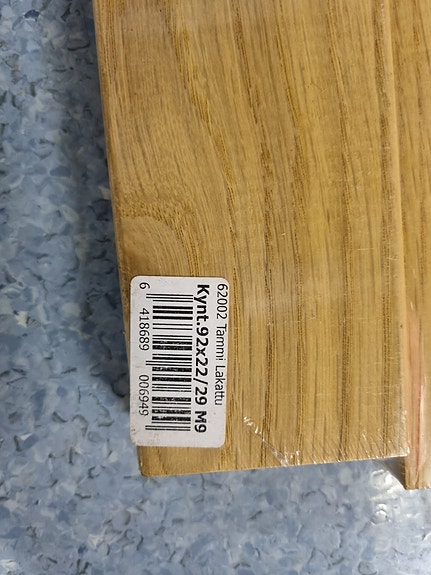 62002 Tammi Lakattu
Kynt.92x22/29 M9
6 418689 006949